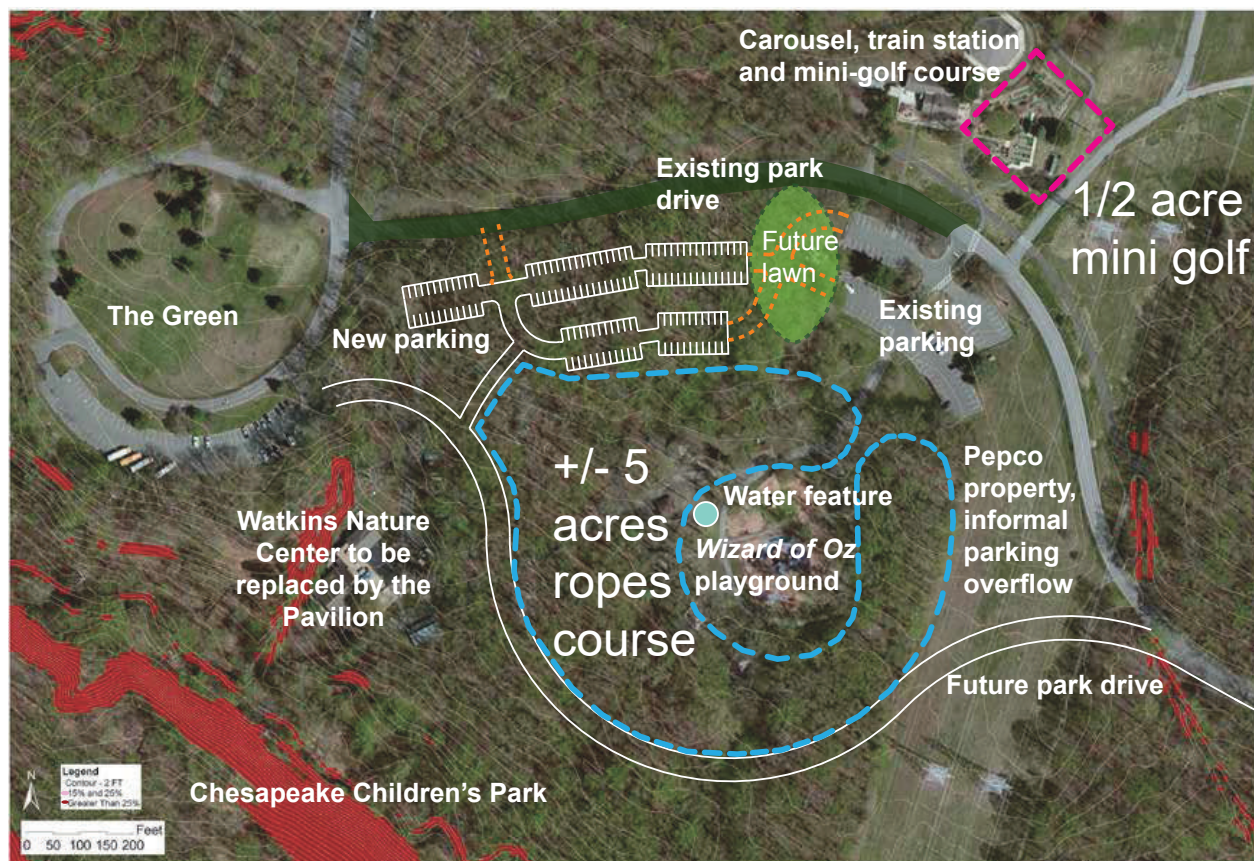 Carousel, train station
and mini-golf course
1/2 acre
mini golf
Existing park
drive
Future
lawn
The Green
New parking
Existing
parking
+/- 5
acres
ropes
course
Water feature
Wizard of Oz
playground
Pepco
property,
informal
parking
overflow
Watkins Nature
Center to be
replaced by the
Pavilion
Future park drive
Chesapeake Children's Park
N
Legend
Contour - 2 FT
15% and 25%
Greater Than 25%
Feet
0 50 100 150 200